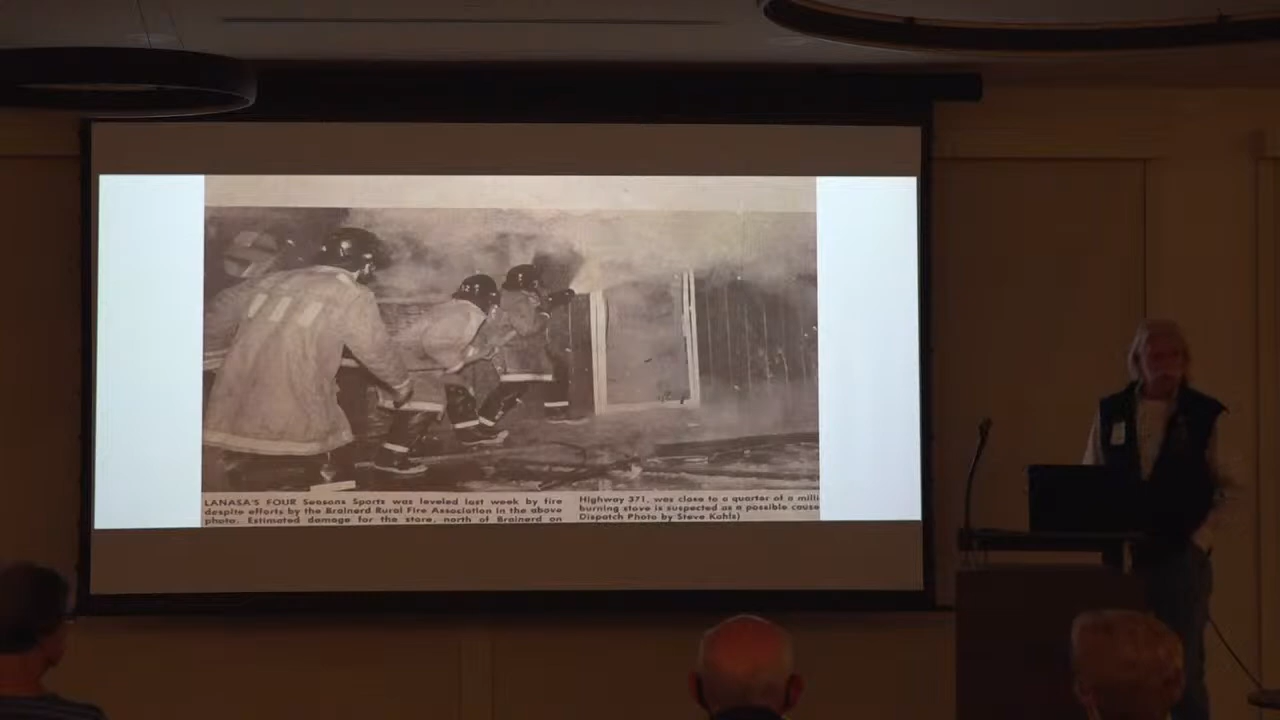 LANASA'S FOUR Seasons Sports was leveled last week by fire
despite efforts by the Brainerd Rural Fire Association in the above
photo. Estimated damage for the store, north of Brainerd on
Highway 371, was close to a quarter of a milli
burning stove is suspected as a possible cause
Dispatch Photo by Steve Kohls)